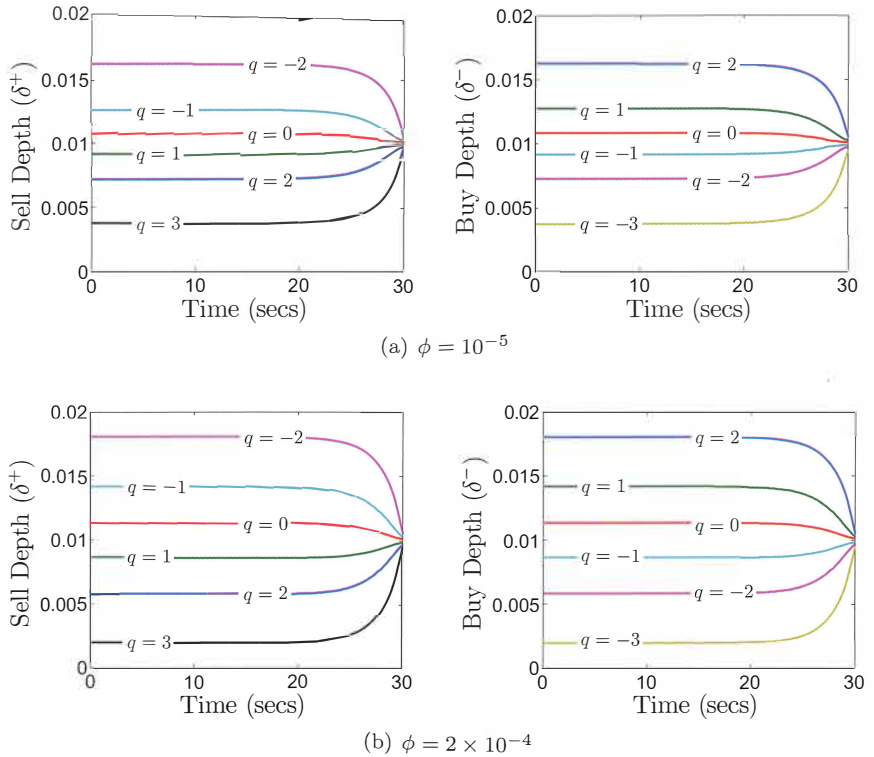 0.02
0.015
0.01
0.005
0
Sell Depth (δ⁺)
q = −2
q = −1
q = 0
q = 1
q = 2
q = 3
0 10 20 30
Time (secs)
0.02
0.015
0.01
0.005
0
Buy Depth (δ⁻)
q = 2
q = 1
q = 0
q = −1
q = −2
q = −3
0 10 20 30
Time (secs)
(a) ϕ = 10⁻⁵
0.02
0.015
0.01
0.005
0
Sell Depth (δ⁺)
q = −2
q = −1
q = 0
q = 1
q = 2
q = 3
0 10 20 30
Time (secs)
0.02
0.015
0.01
0.005
0
Buy Depth (δ⁻)
q = 2
q = 1
q = 0
q = −1
q = −2
q = −3
0 10 20 30
Time (secs)
(b) ϕ = 2 × 10⁻⁴